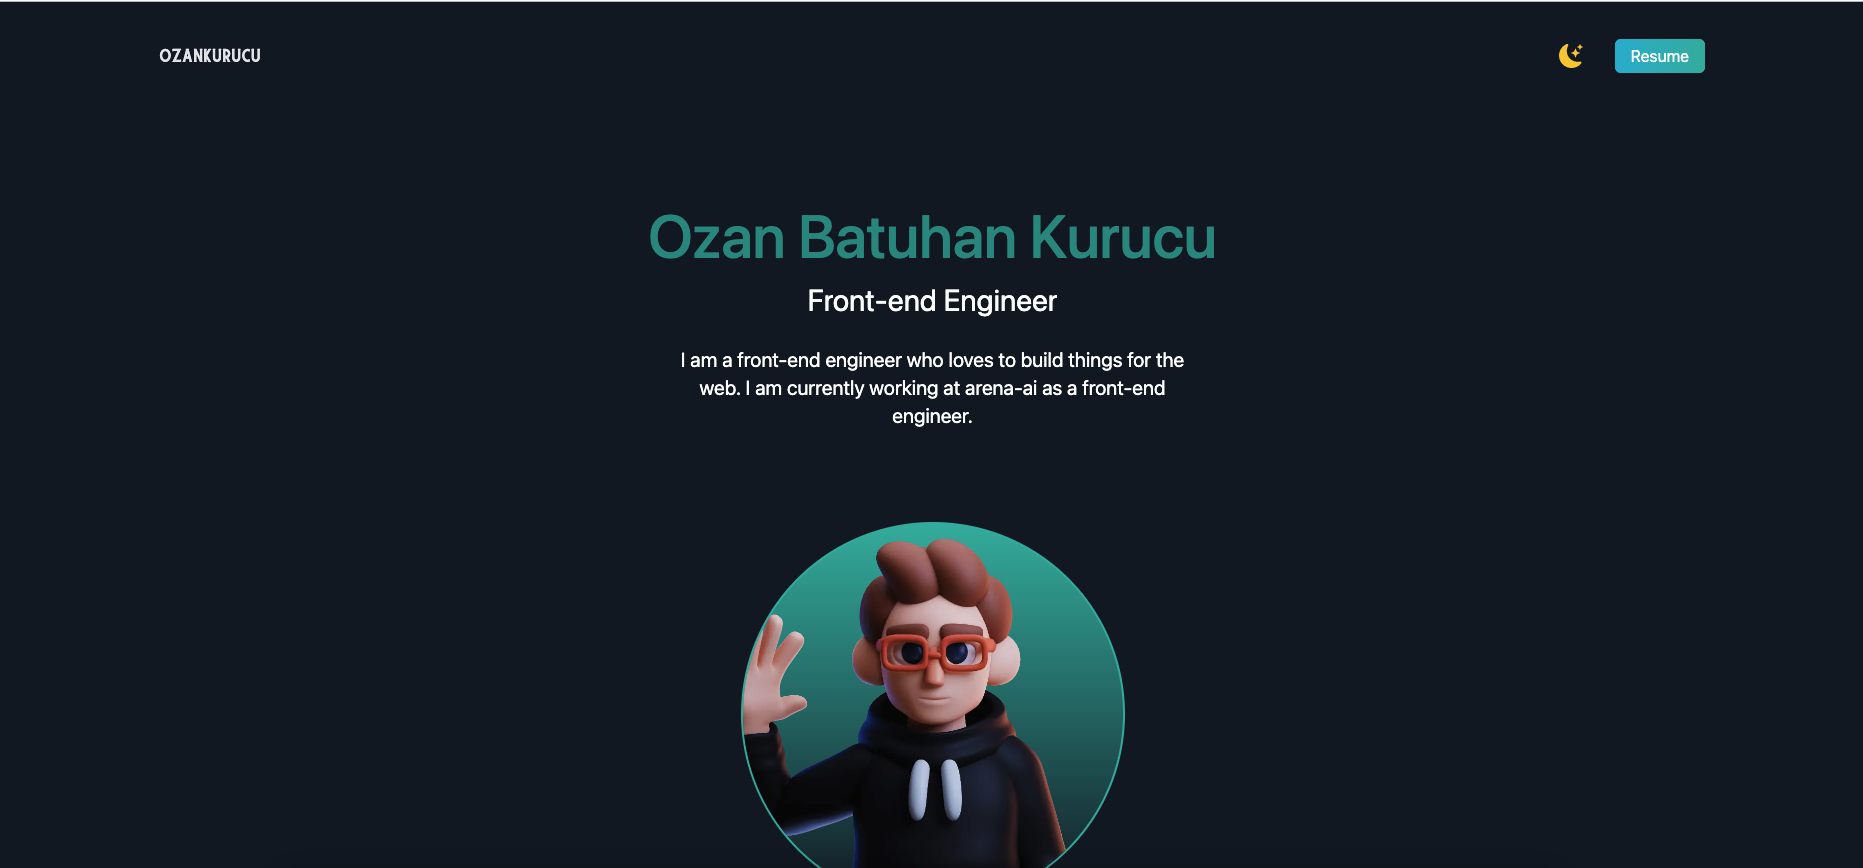 OZANKURUCU
Resume
Ozan Batuhan Kurucu
Front-end Engineer
I am a front-end engineer who loves to build things for the
web. I am currently working at arena-ai as a front-end
engineer.